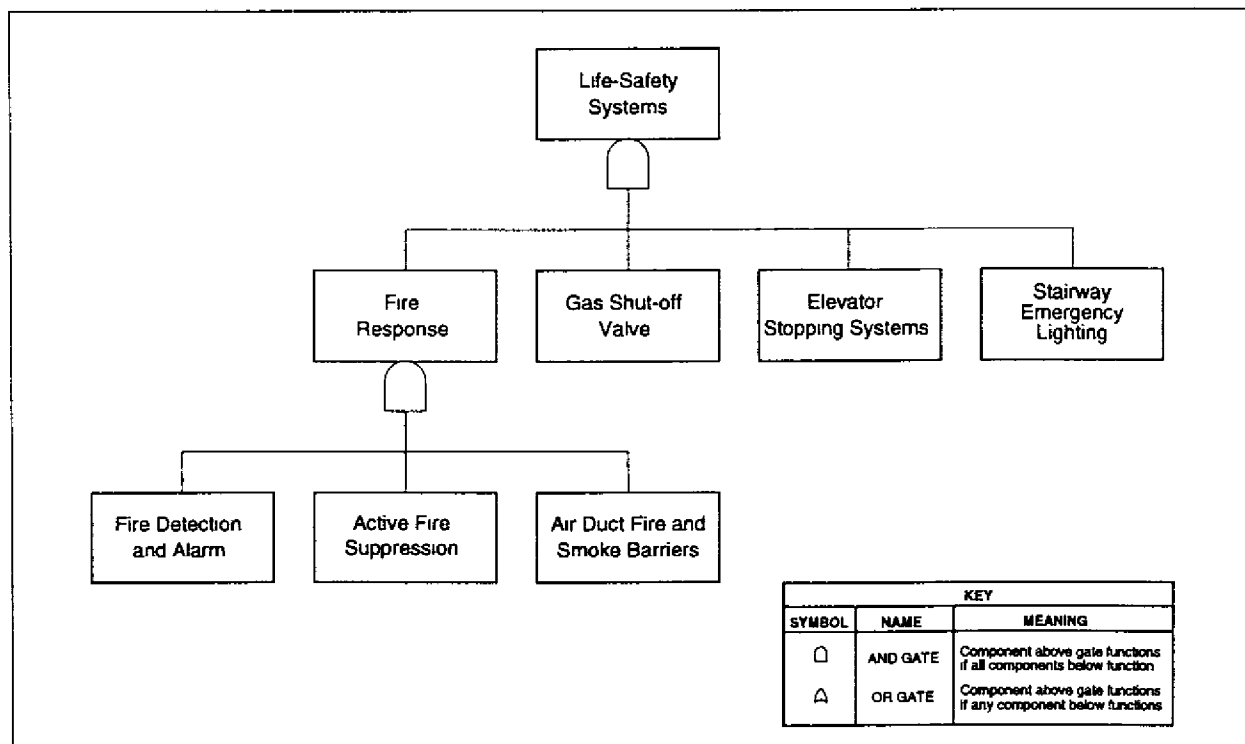 Life-Safety
Systems
Fire
Response
Gas Shut-off
Valve
Elevator
Stopping Systems
Stairway
Emergency
Lighting
Fire Detection
and Alarm
Active Fire
Suppression
Air Duct Fire and
Smoke Barriers
KEY
SYMBOL NAME MEANING
AND GATE Component above gate functions
if all components below function
OR GATE Component above gate functions
if any component below functions